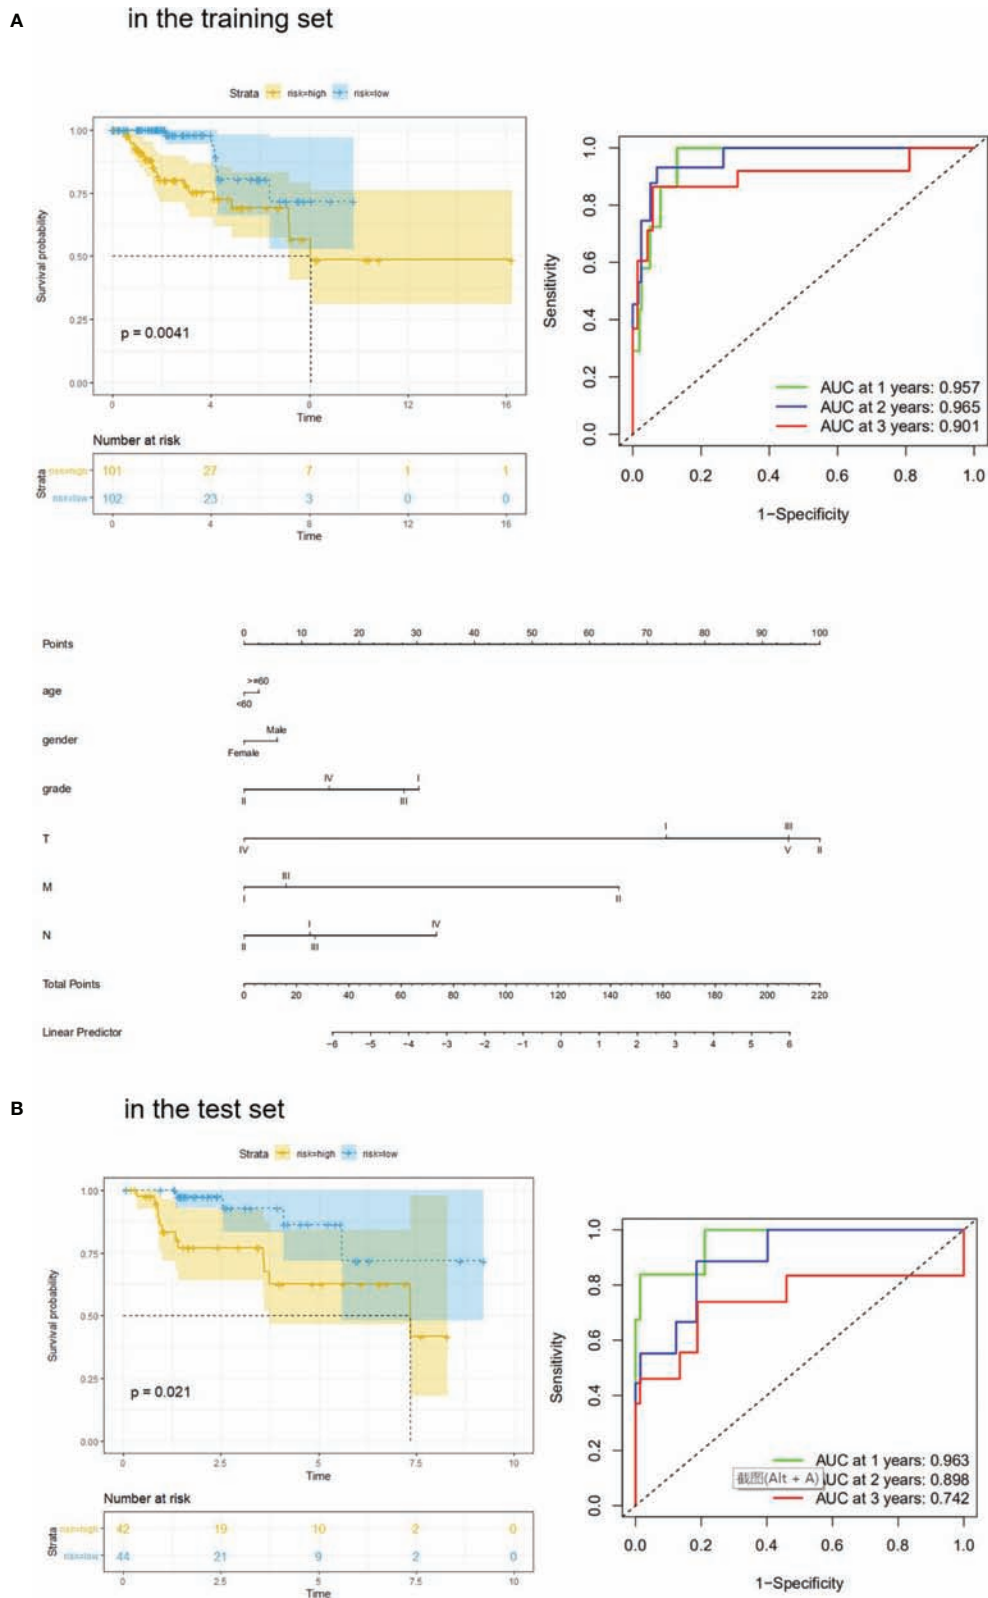 A
in the training set
Strata risk=high risk=low
1.00
0.75
0.50
0.25
0.00
Survival probability
p = 0.0041
0 4 8 12 16
Time
Number at risk
Strata
risk=high 101 27 7 1 1
risk=low 102 23 3 0 0
0 4 8 12 16
Time
1.0
0.8
0.6
0.4
0.2
0.0
Sensitivity
AUC at 1 years: 0.957
AUC at 2 years: 0.965
AUC at 3 years: 0.901
0.0 0.2 0.4 0.6 0.8 1.0
1-Specificity
0 10 20 30 40 50 60 70 80 90 100
Points
>=60
age
<60
Male
gender
Female
IV I
grade
II III
I III
T
IV V II
III
M
I II
I IV
N
II III
Total Points
0 20 40 60 80 100 120 140 160 180 200 220
Linear Predictor
-6 -5 -4 -3 -2 -1 0 1 2 3 4 5 6
B
in the test set
Strata risk=high risk=low
1.00
0.75
0.50
0.25
0.00
Survival probability
p = 0.021
0 2.5 5 7.5 10
Time
Number at risk
Strata
risk=high 42 19 10 2 0
risk=low 44 21 9 2 0
0 2.5 5 7.5 10
Time
1.0
0.8
0.6
0.4
0.2
0.0
Sensitivity
AUC at 1 years: 0.963
截图(Alt + A)
AUC at 2 years: 0.898
AUC at 3 years: 0.742
0.0 0.2 0.4 0.6 0.8 1.0
1-Specificity